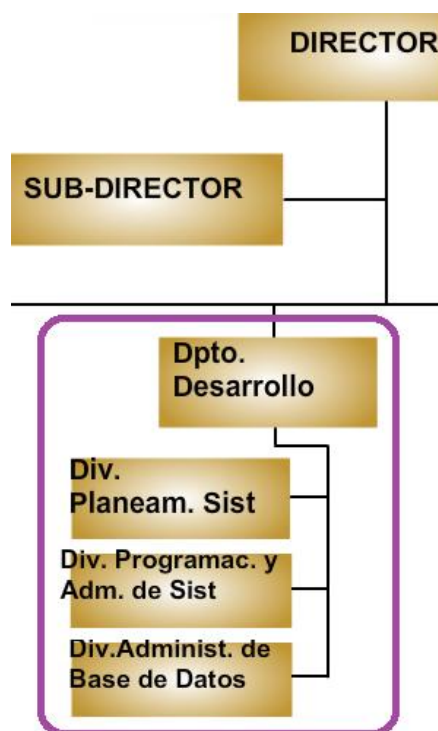 DIRECTOR
SUB-DIRECTOR
Dpto.
Desarrollo
Div.
Planeam. Sist
Div. Programac. y
Adm. de Sist
Div.Administ. de
Base de Datos